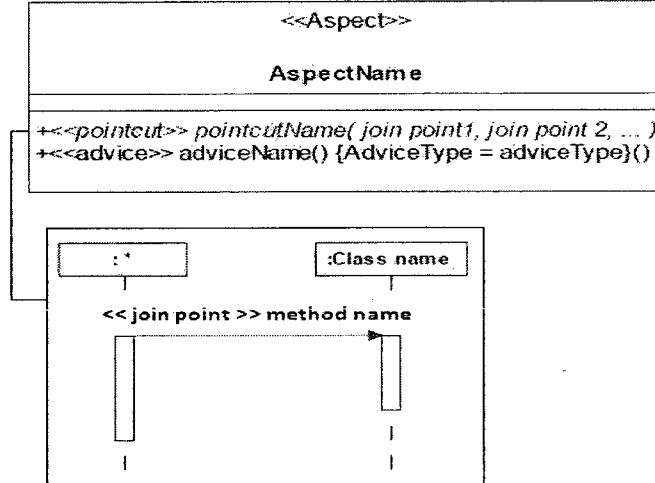 <<Aspect>>
AspectName
+<<pointcut>> pointcutName( join point1, join point 2, ... )
+<<advice>> adviceName() {AdviceType = adviceType}()
: *
:Class name
<< join point >> method name